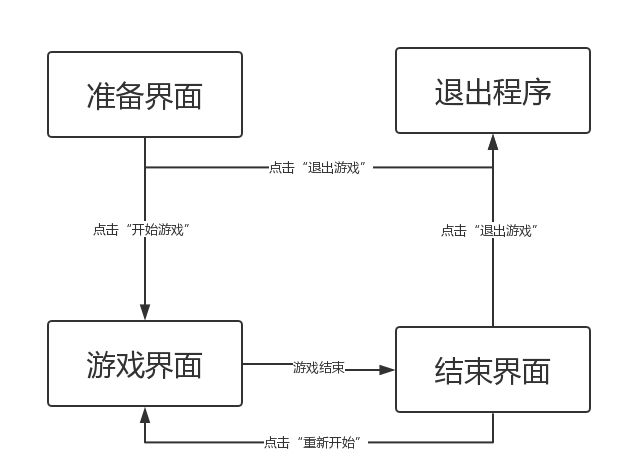 准备界面
退出程序
点击“退出游戏”
点击“开始游戏”
点击“退出游戏”
游戏界面
游戏结束
结束界面
点击“重新开始”